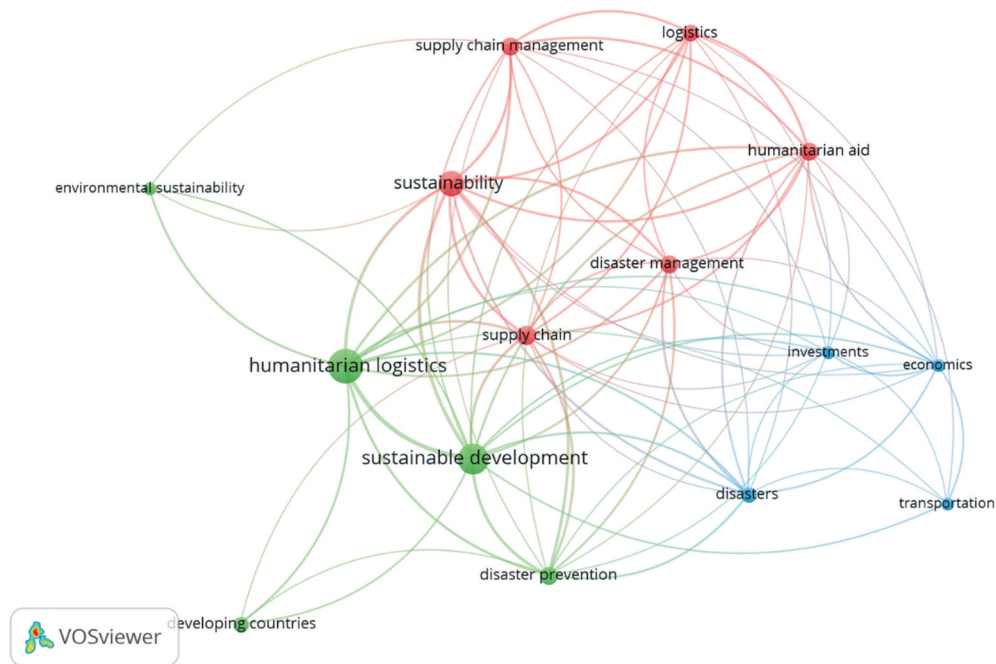 logistics
supply chain management
humanitarian aid
sustainability
environmental sustainability
disaster management
supply chain
investments
economics
humanitarian logistics
sustainable development
disasters
transportation
disaster prevention
developing countries
VOSviewer